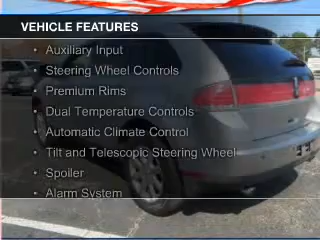 VEHICLE FEATURES
• Auxiliary Input
• Steering Wheel Controls
• Premium Rims
• Dual Temperature Controls
• Automatic Climate Control
• Tilt and Telescopic Steering Wheel
• Spoiler
• Alarm System